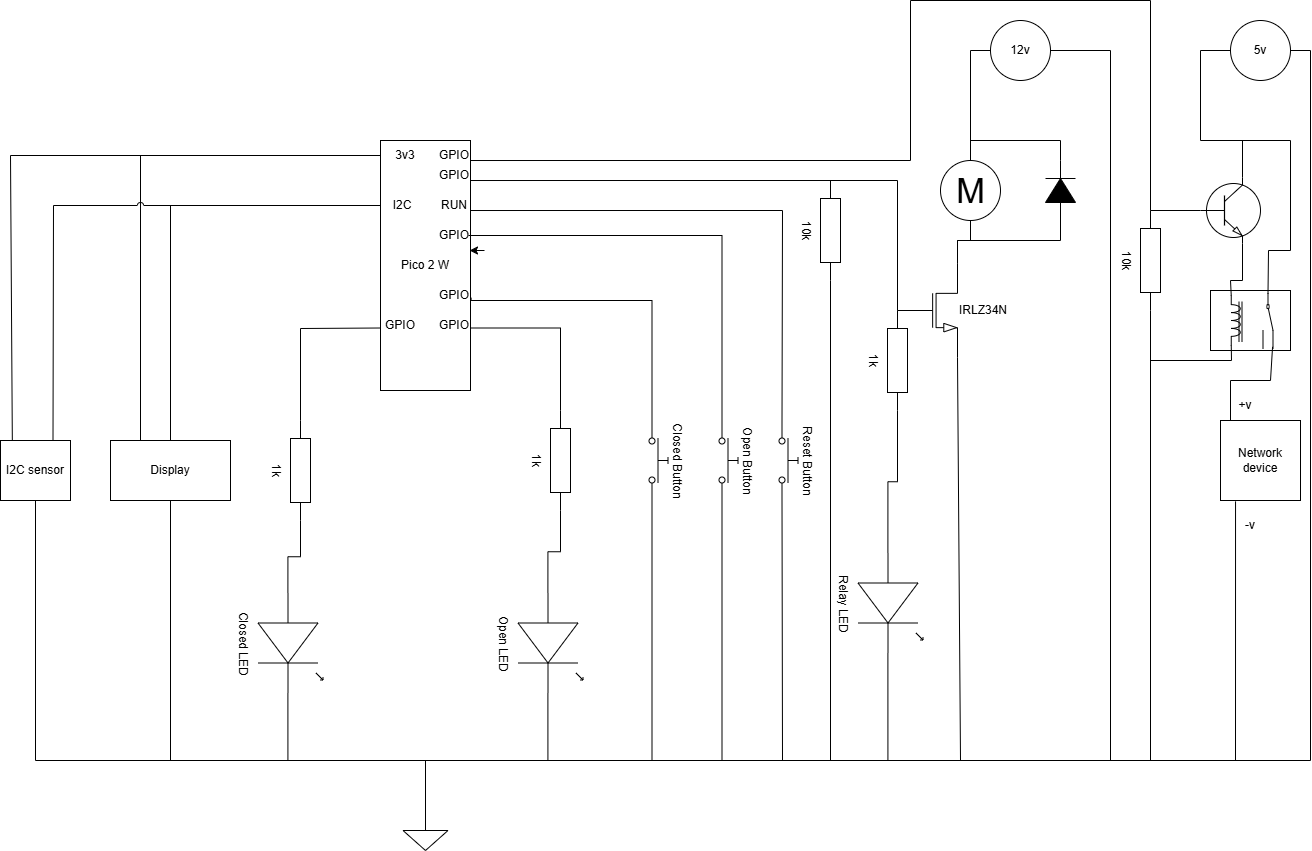 12v
5v
3v3
GPIO
GPIO
I2C
RUN
GPIO
Pico 2 W
GPIO
GPIO
GPIO
M
10k
10k
IRLZ34N
1k
+v
Network
device
-v
I2C sensor
Display
1k
1k
Closed Button
Open Button
Reset Button
Relay LED
Closed LED
Open LED